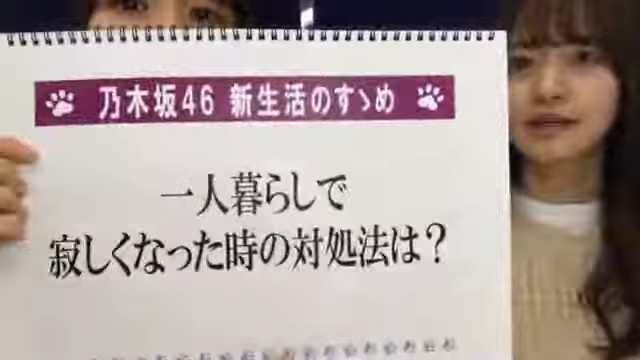 乃木坂46 新生活のすゝめ
一人暮らしで
寂しくなった時の対処法は？